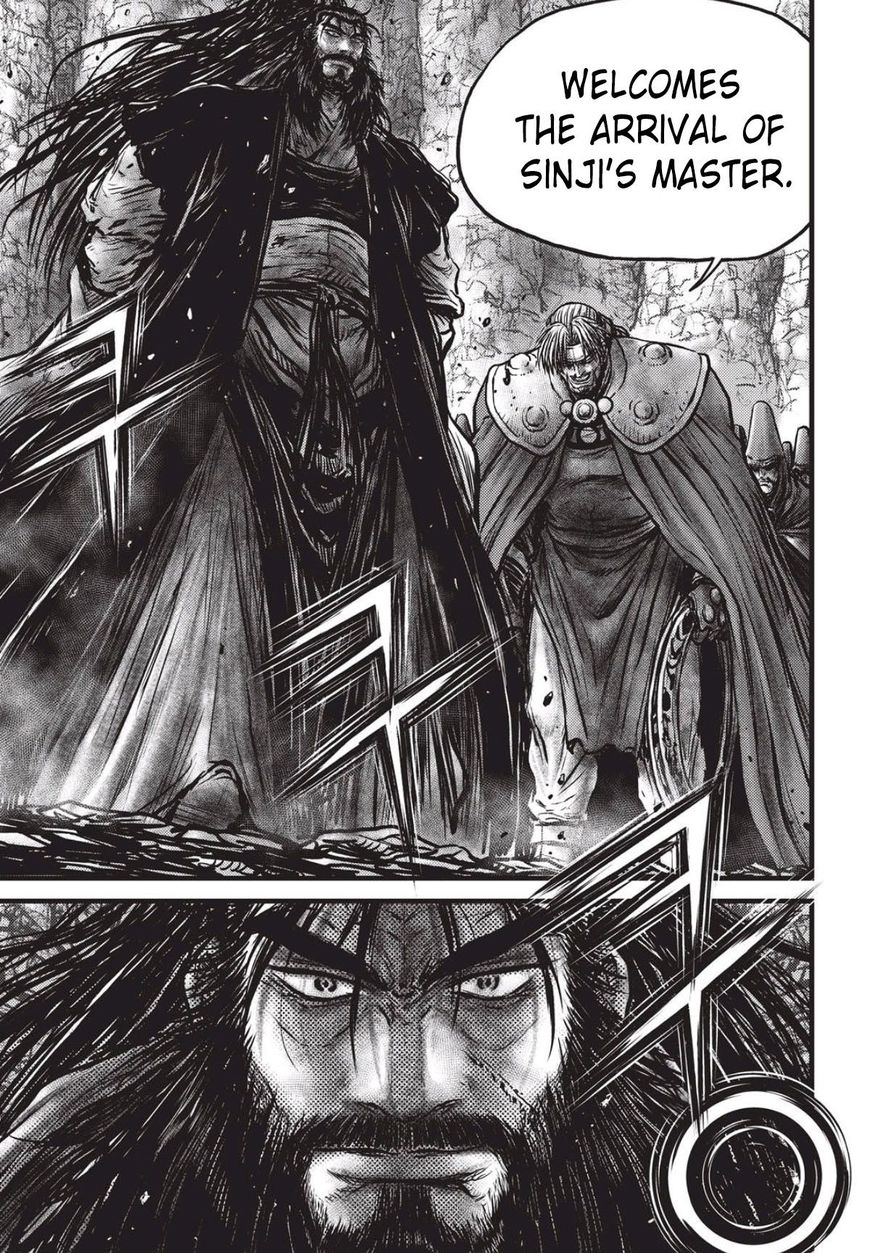 WELCOMES
THE ARRIVAL OF
SINJI'S MASTER.
ㅋ
ㅋ
ㅋ
ㅇ